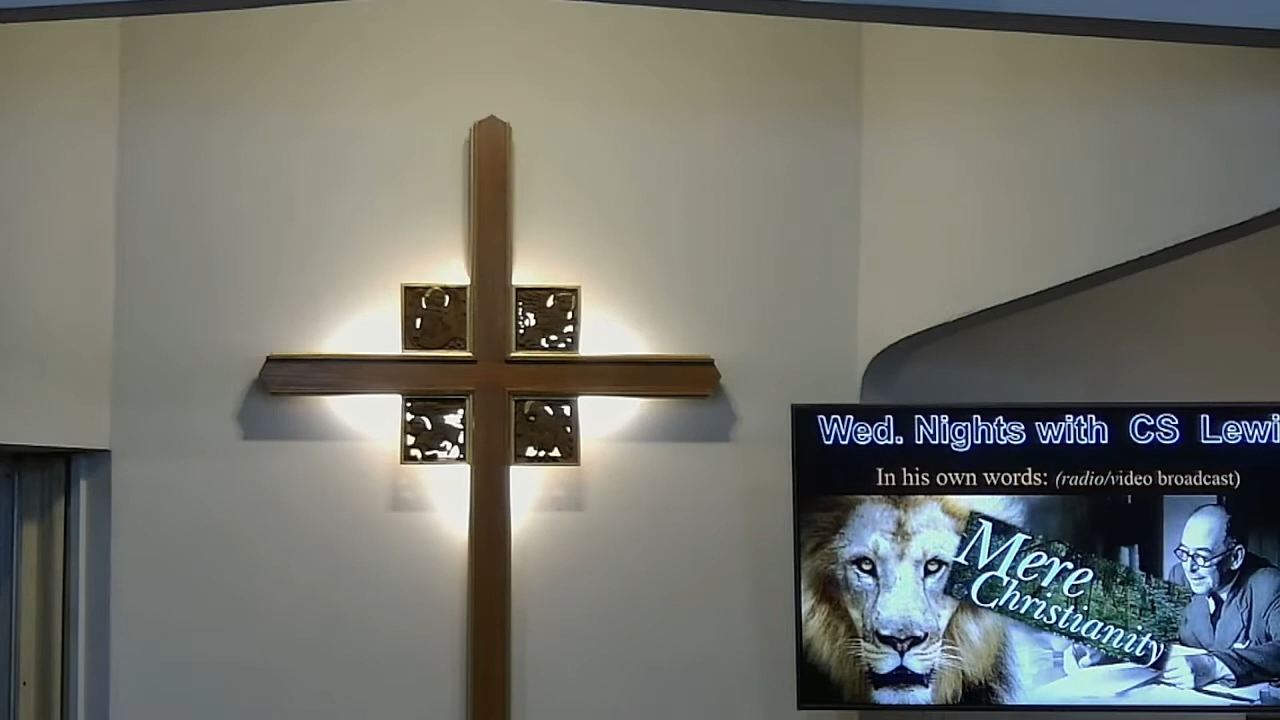 Wed. Nights with CS Lewi
In his own words: (radio/video broadcast)
Mere
Christianity